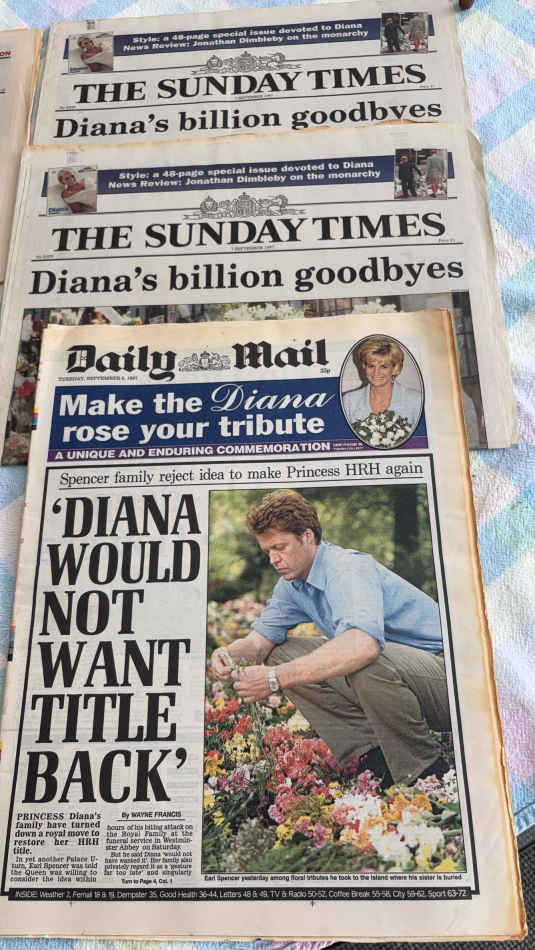 Style: a 48-page special issue devoted to Diana
News Review: Jonathan Dimbleby on the monarchy
THE SUNDAY TIMES
Diana's billion goodbyes
Style: a 48-page special issue devoted to Diana
News Review: Jonathan Dimbleby on the monarchy
THE SUNDAY TIMES
7 SEPTEMBER 1997
Diana's billion goodbyes
Daily Mail
TUESDAY, SEPTEMBER 9, 1997
35p
Make the Diana
rose your tribute
A UNIQUE AND ENDURING COMMEMORATION
Spencer family reject idea to make Princess HRH again
'DIANA
WOULD
NOT
WANT
TITLE
BACK'
PRINCESS Diana's
family have turned
down a royal move to
restore her HRH
title.
In yet another Palace U-
turn, Earl Spencer was told
the Queen was willing to
consider the idea within
By WAYNE FRANCIS
hours of his biting attack on
the Royal Family at the
funeral service in Westmin-
ster Abbey on Saturday.
But he said Diana 'would not
have wanted it'. Her family also
privately regard it as a 'gesture
far too late' and singularly
Turn to Page 4, Col. 1
Earl Spencer yesterday among floral tributes he took to the island where his sister is buried
INSIDE: Weather 2, Femail 18 & 19, Dempster 35, Good Health 36-44, Letters 48 & 49, TV & Radio 50-52, Coffee Break 55-58, City 59-62, Sport 63-72